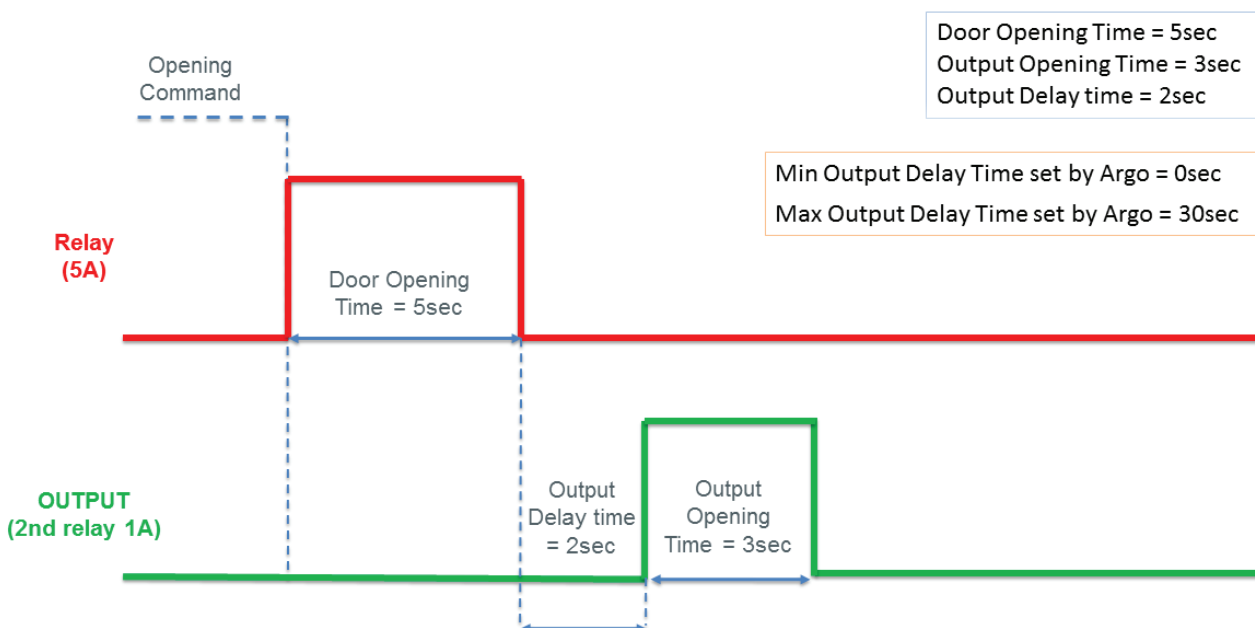 Door Opening Time = 5sec
Output Opening Time = 3sec
Output Delay time = 2sec
Opening
Command
Min Output Delay Time set by Argo = 0sec
Max Output Delay Time set by Argo = 30sec
Relay
(5A)
Door Opening
Time = 5sec
OUTPUT
(2nd relay 1A)
Output
Delay time
= 2sec
Output
Opening
Time = 3sec